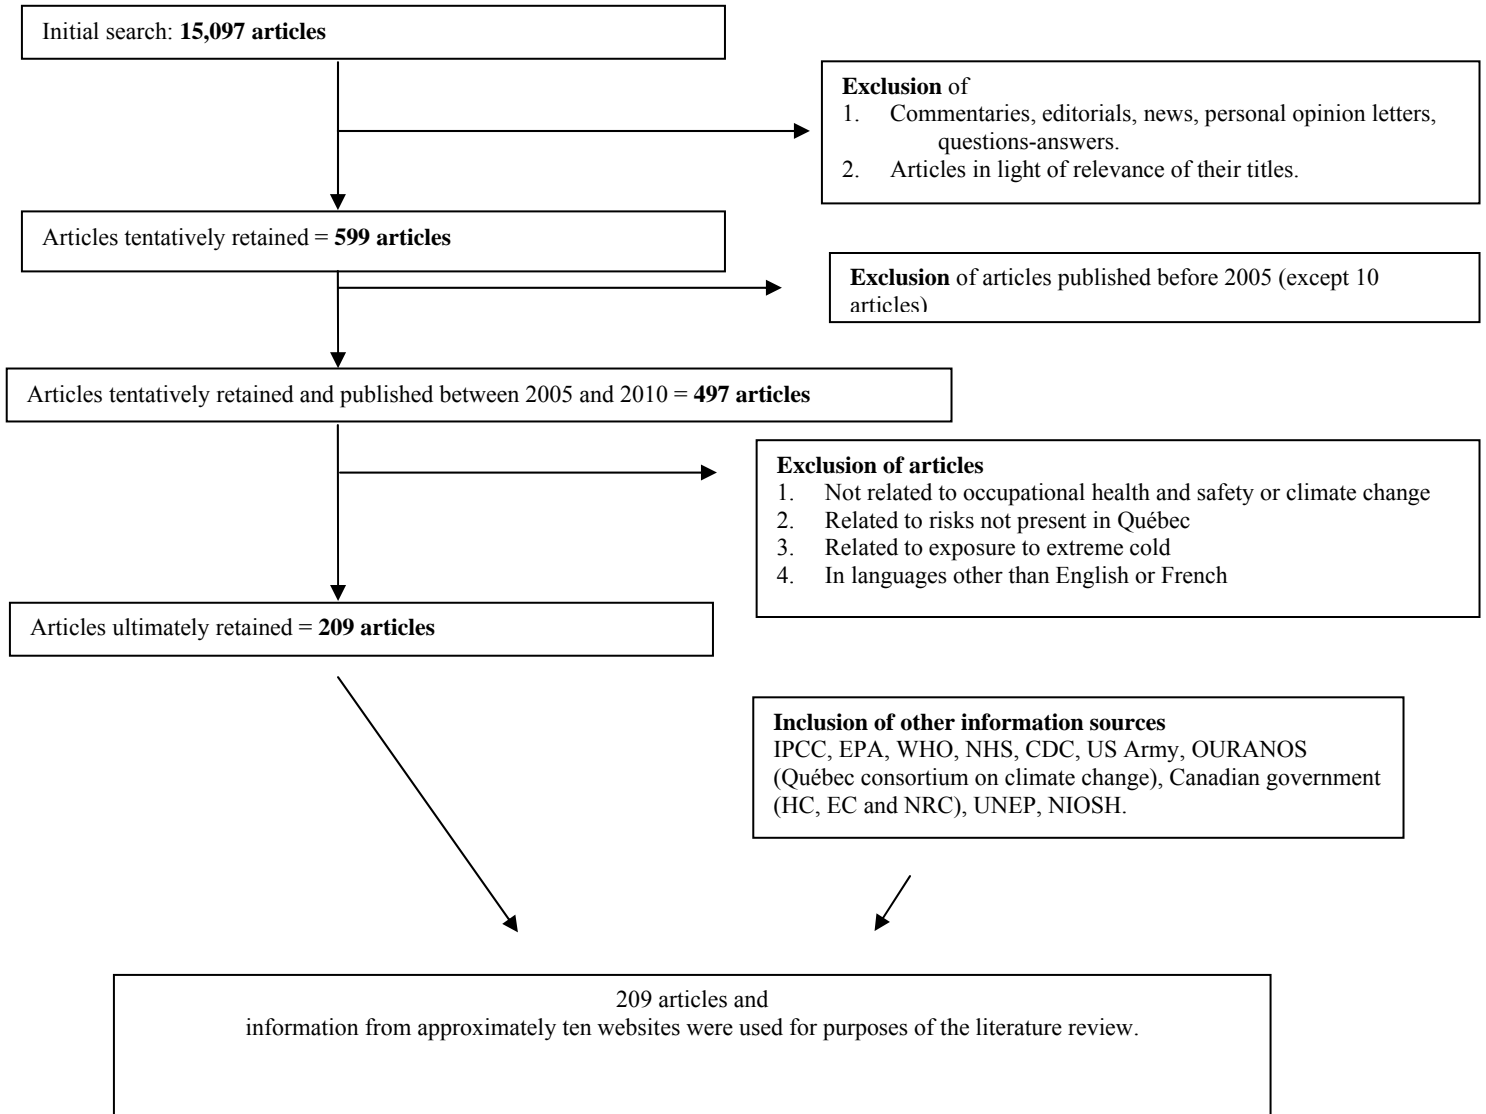 Initial search: 15,097 articles
Exclusion of
1. Commentaries, editorials, news, personal opinion letters,
questions-answers.
2. Articles in light of relevance of their titles.
Articles tentatively retained = 599 articles
Exclusion of articles published before 2005 (except 10
articles)
Articles tentatively retained and published between 2005 and 2010 = 497 articles
Exclusion of articles
1. Not related to occupational health and safety or climate change
2. Related to risks not present in Québec
3. Related to exposure to extreme cold
4. In languages other than English or French
Articles ultimately retained = 209 articles
Inclusion of other information sources
IPCC, EPA, WHO, NHS, CDC, US Army, OURANOS
(Québec consortium on climate change), Canadian government
(HC, EC and NRC), UNEP, NIOSH.
209 articles and
information from approximately ten websites were used for purposes of the literature review.